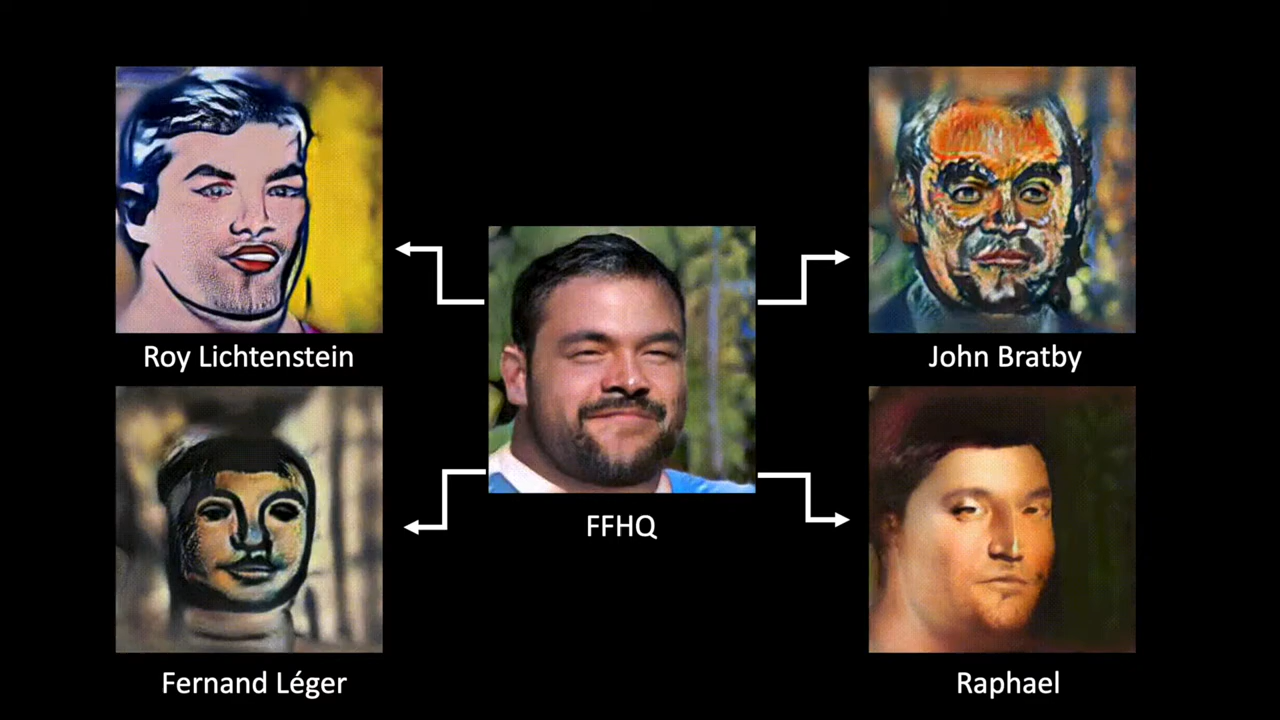 Roy Lichtenstein
John Bratby
FFHQ
Fernand Léger
Raphael